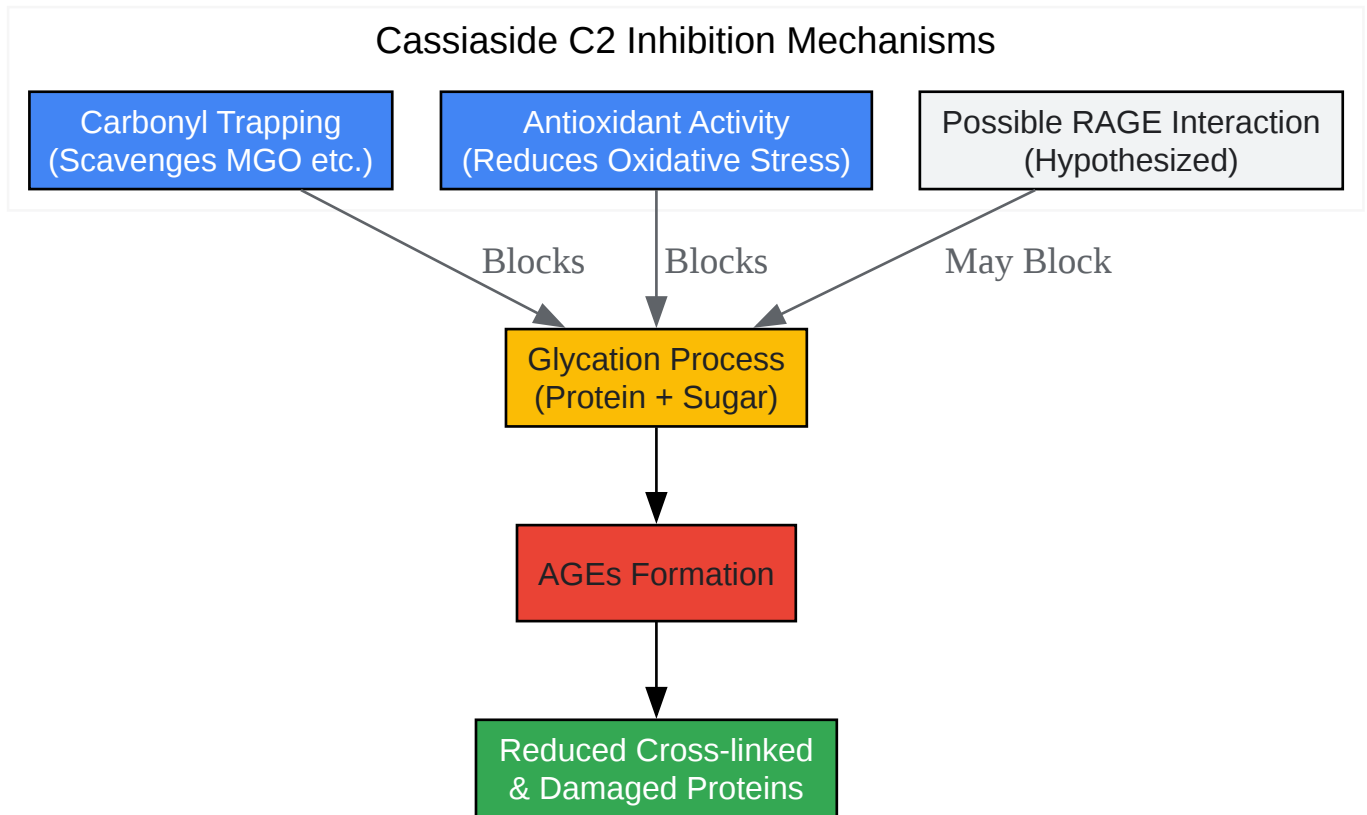 Cassiaside C2 Inhibition Mechanisms
Carbonyl Trapping
(Scavenges MGO etc.)
Antioxidant Activity
(Reduces Oxidative Stress)
Possible RAGE Interaction
(Hypothesized)
Blocks
Blocks
May Block
Glycation Process
(Protein + Sugar)
AGEs Formation
Reduced Cross-linked
& Damaged Proteins